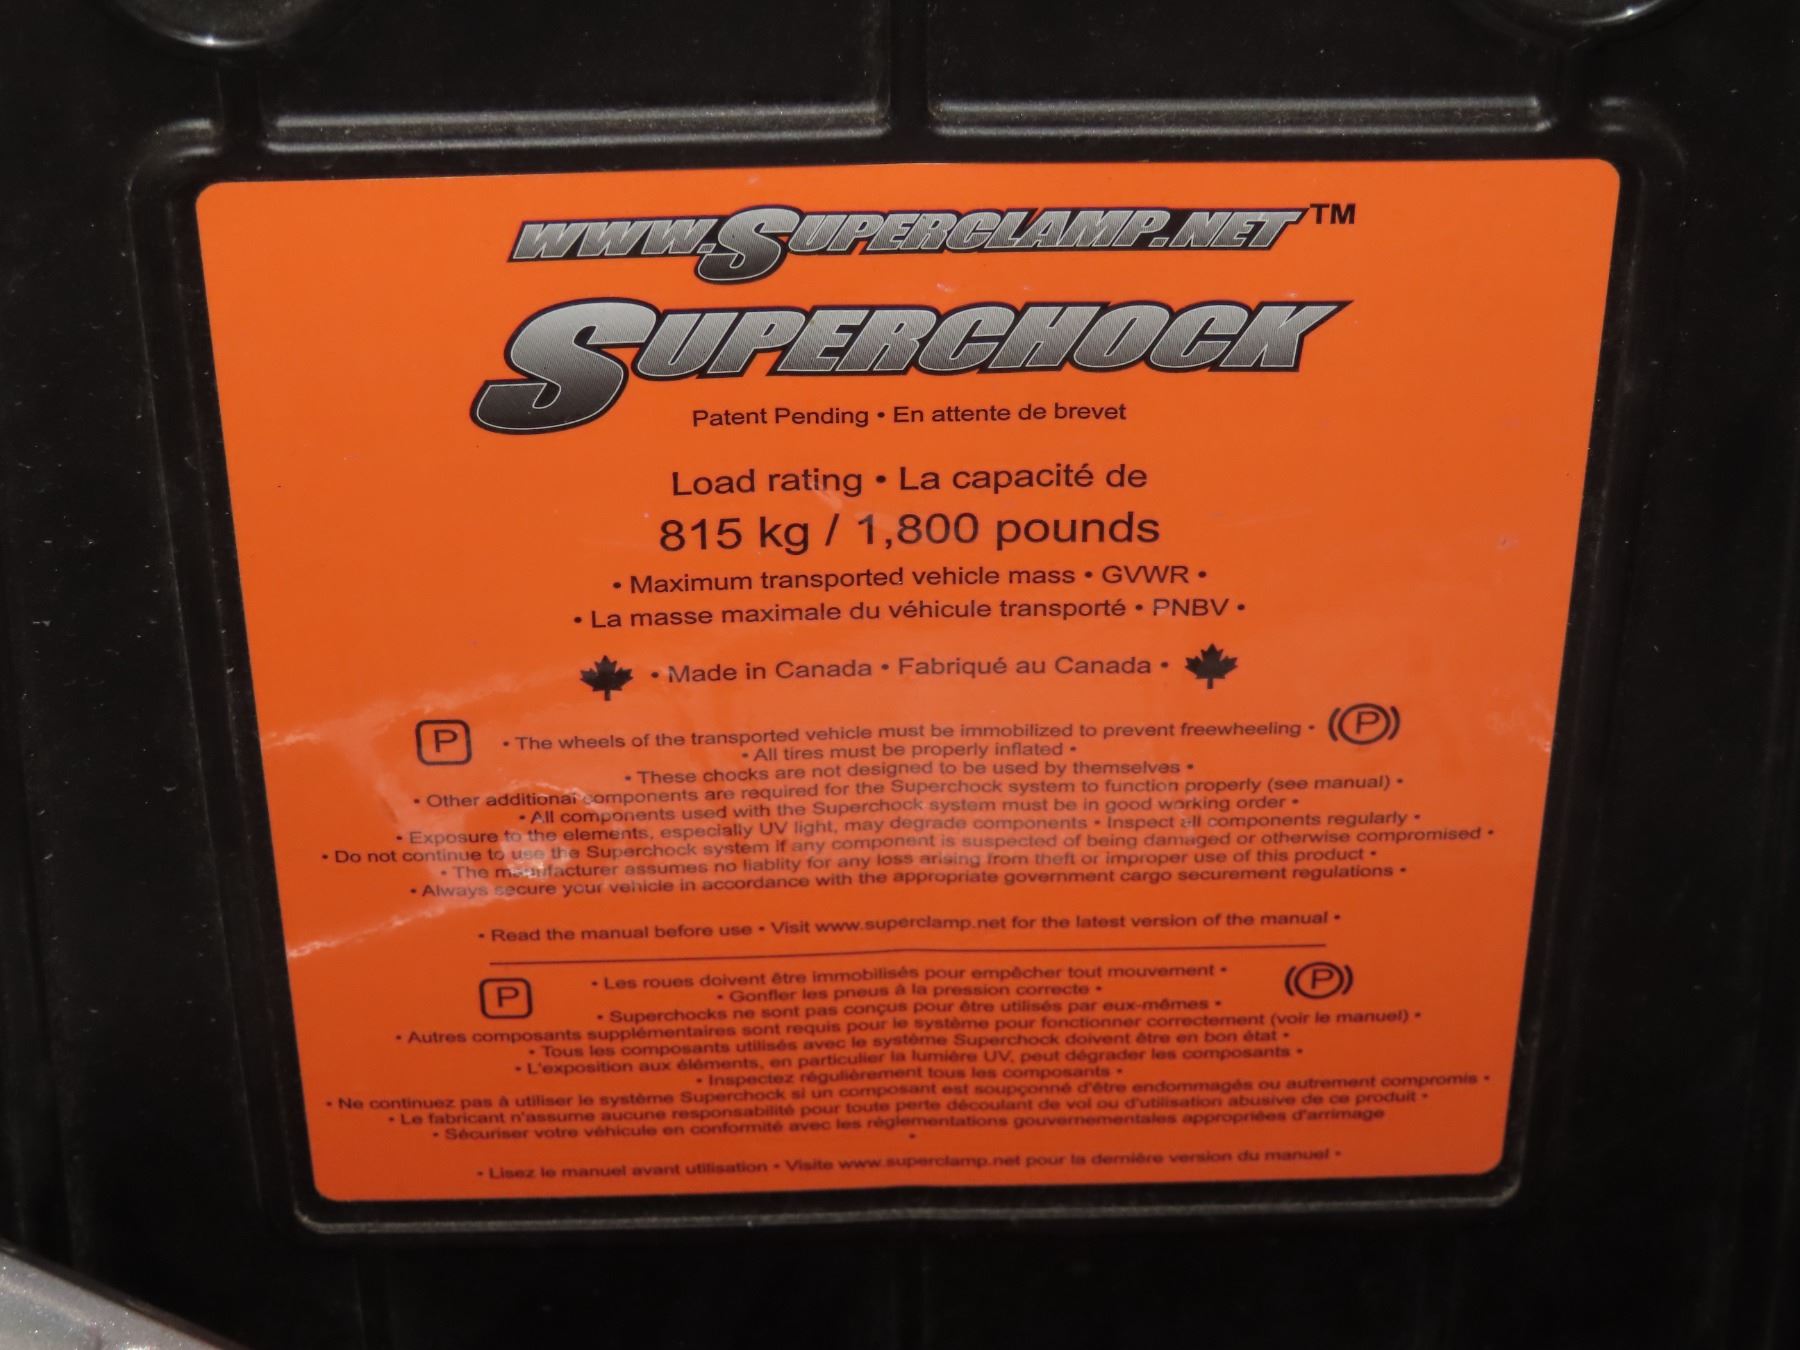 www.Superclamp.net™
Superchock
Patent Pending • En attente de brevet
Load rating • La capacité de
815 kg / 1,800 pounds
• Maximum transported vehicle mass • GVWR •
• La masse maximale du véhicule transporté • PNBV •
• Made in Canada • Fabriqué au Canada •
P • The wheels of the transported vehicle must be immobilized to prevent freewheeling • (P)
• All tires must be properly inflated •
• These chocks are not designed to be used by themselves •
• Other additional components are required for the Superchock system to function properly (see manual) •
• All components used with the Superchock system must be in good working order •
• Exposure to the elements, especially UV light, may degrade components • Inspect all components regularly •
• Do not continue to use the Superchock system if any component is suspected of being damaged or otherwise compromised •
• The manufacturer assumes no liablity for any loss arising from theft or improper use of this product •
• Always secure your vehicle in accordance with the appropriate government cargo securement regulations •
• Read the manual before use • Visit www.superclamp.net for the latest version of the manual •
P • Les roues doivent être immobilisés pour empêcher tout mouvement • (P)
• Gonfler les pneus à la pression correcte •
• Superchocks ne sont pas conçus pour être utilisés par eux-mêmes •
• Autres composants supplémentaires sont requis pour le système pour fonctionner correctement (voir le manuel) •
• Tous les composants utilisés avec le système Superchock doivent être en bon état •
• L'exposition aux éléments, en particulier la lumière UV, peut dégrader les composants •
• Inspectez régulièrement tous les composants •
• Ne continuez pas à utiliser le système Superchock si un composant est soupçonné d'être endommagés ou autrement compromis •
• Le fabricant n'assume aucune responsabilité pour toute perte découlant de vol ou d'utilisation abusive de ce produit •
• Sécuriser votre véhicule en conformité avec les règlementations gouvernementales appropriées d'arrimage
•
• Lisez le manuel avant utilisation • Visite www.superclamp.net pour la dernière version du manuel •